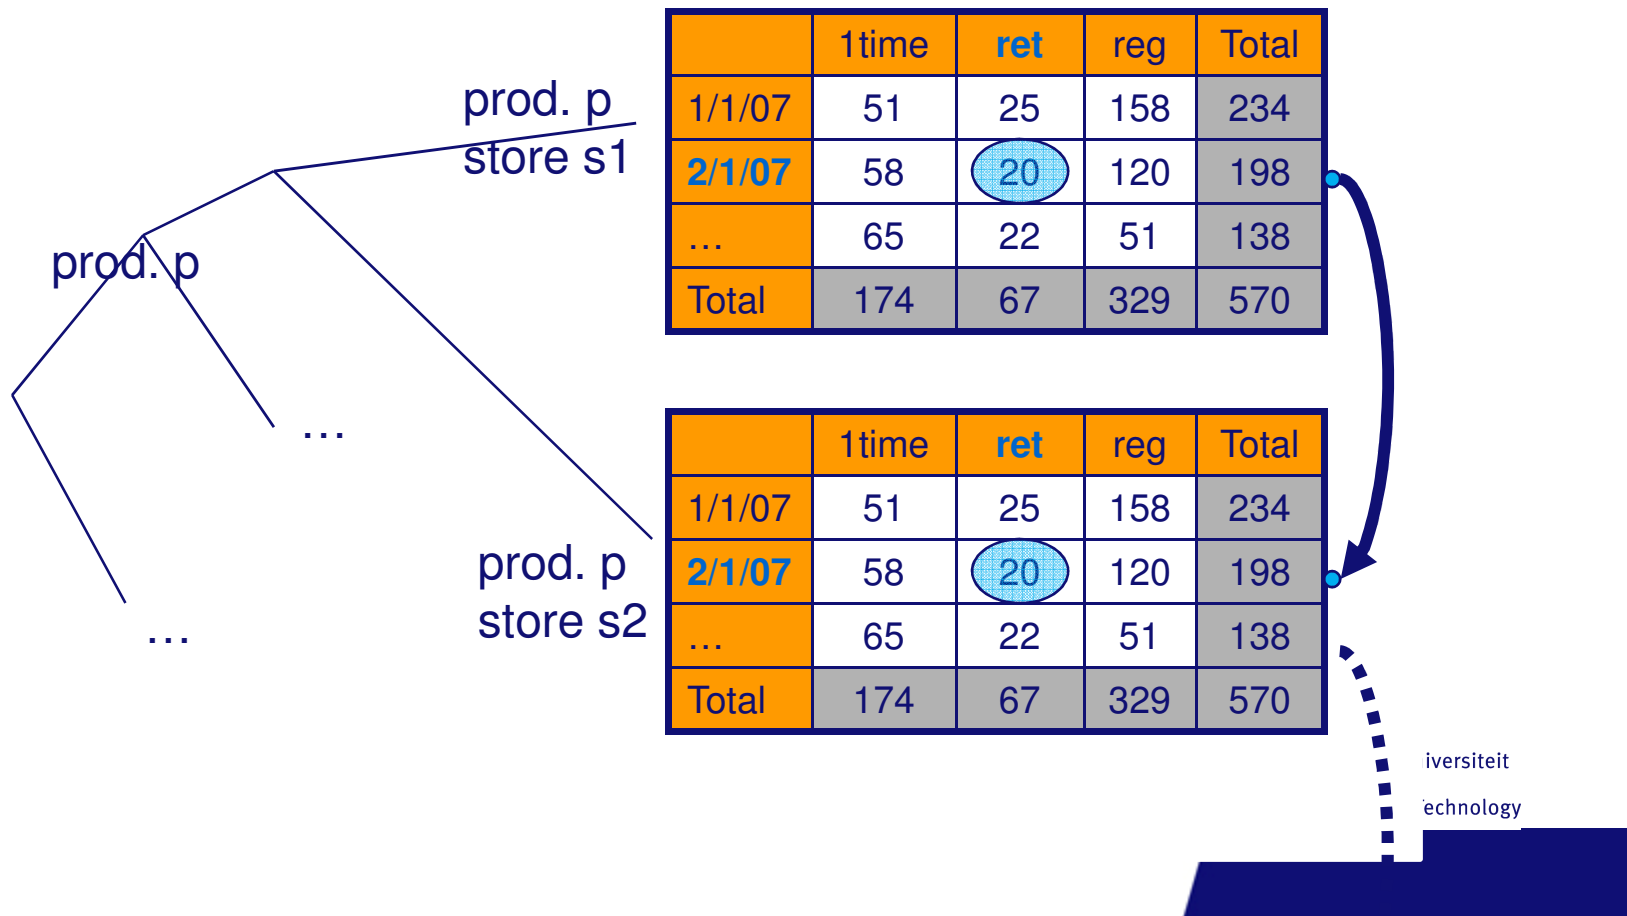 1time ret reg Total
1/1/07 51 25 158 234
2/1/07 58 20 120 198
… 65 22 51 138
Total 174 67 329 570
prod. p
store s1
prod. p
…
…
1time ret reg Total
1/1/07 51 25 158 234
2/1/07 58 20 120 198
… 65 22 51 138
Total 174 67 329 570
prod. p
store s2
iversiteit
echnology